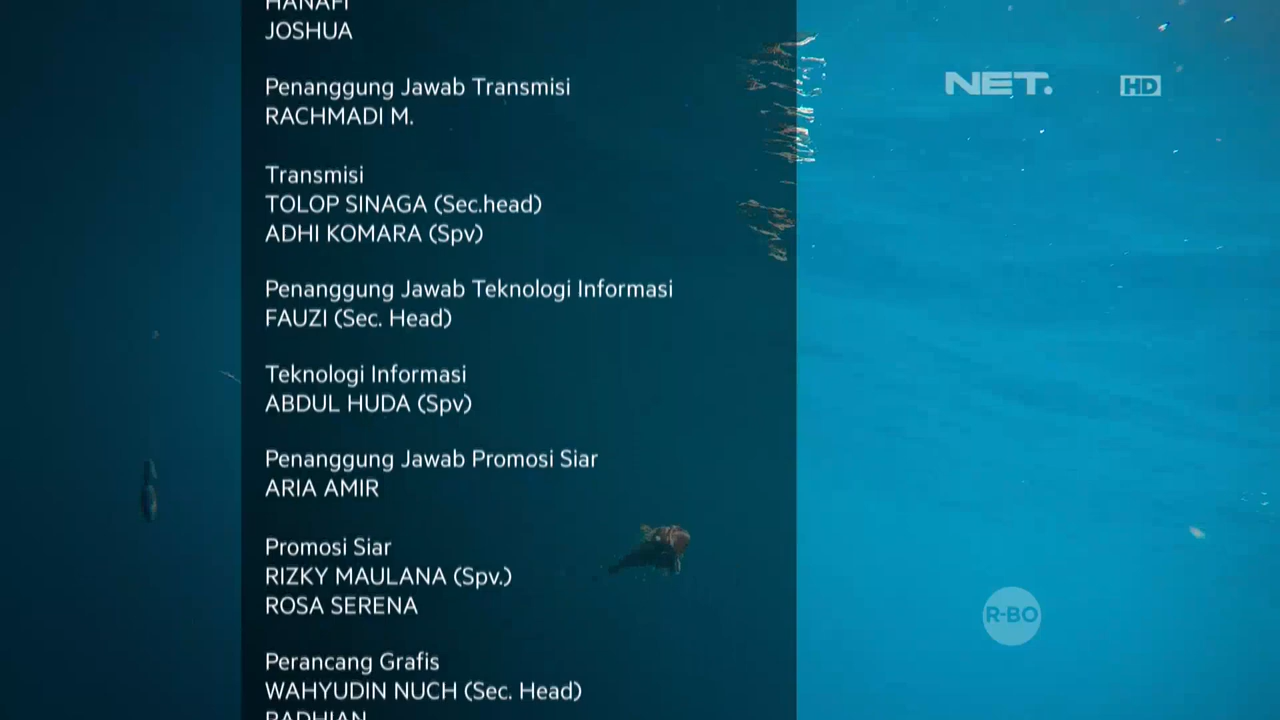 HANAFI
JOSHUA
Penanggung Jawab Transmisi
RACHMADI M.
Transmisi
TOLOP SINAGA (Sec.head)
ADHI KOMARA (Spv)
Penanggung Jawab Teknologi Informasi
FAUZI (Sec. Head)
Teknologi Informasi
ABDUL HUDA (Spv)
Penanggung Jawab Promosi Siar
ARIA AMIR
Promosi Siar
RIZKY MAULANA (Spv.)
ROSA SERENA
Perancang Grafis
WAHYUDIN NUCH (Sec. Head)
RADHIAN
NET.
HD
R-BO